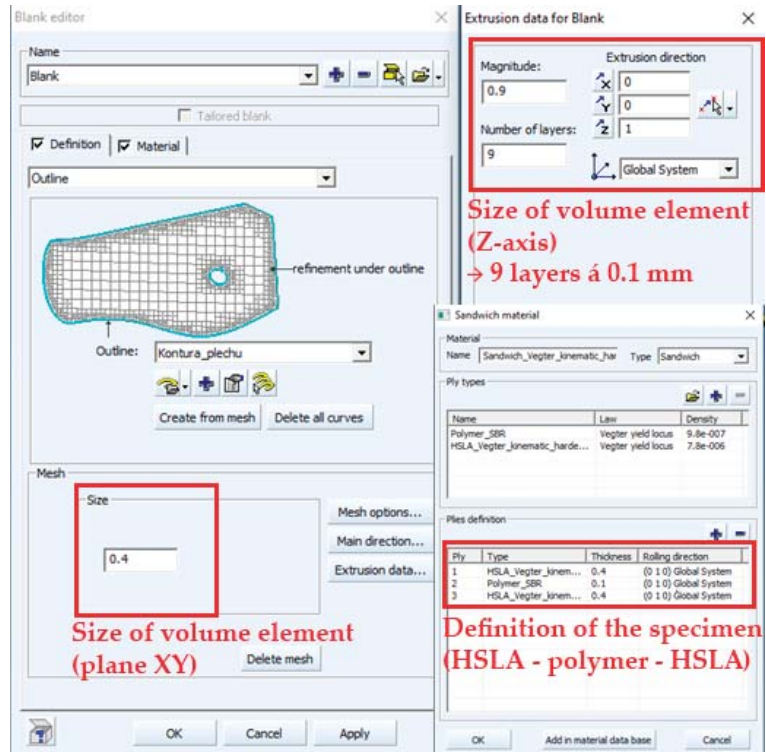 Blank editor
Name
Blank
Tailored blank
Definition
Material
Outline
refinement under outline
Outline:
Kontura_plechu
Create from mesh
Delete all curves
Mesh
Size
0.4
Mesh options...
Main direction...
Extrusion data...
Size of volume element
(plane XY)
Delete mesh
OK
Cancel
Apply
Extrusion data for Blank
Magnitude:
0.9
Extrusion direction
X 0
Y 0
Z 1
Number of layers:
9
Global System
Size of volume element
(Z-axis)
→ 9 layers á 0.1 mm
Sandwich material
Material
Name Sandwich_Vegter_kinematic_har Type Sandwich
Ply types
Name Law Density
Polymer_SBR Vegter yield locus 9.8e-007
HSLA_Vegter_kinematic_harde... Vegter yield locus 7.8e-006
Plies definition
Ply Type Thickness Rolling direction
1 HSLA_Vegter_kinem... 0.4 (0 1 0) Global System
2 Polymer_SBR 0.1 (0 1 0) Global System
3 HSLA_Vegter_kinem... 0.4 (0 1 0) Global System
Definition of the specimen
(HSLA - polymer - HSLA)
OK
Add in material data base
Cancel